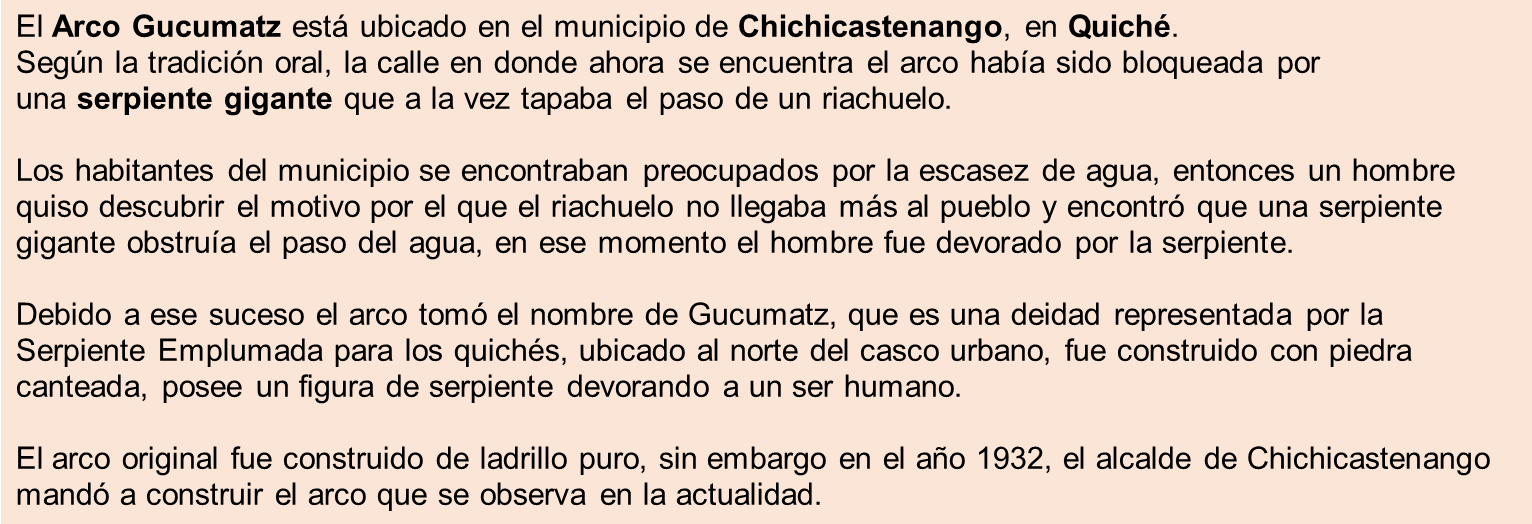 El Arco Gucumatz está ubicado en el municipio de Chichicastenango, en Quiché.
Según la tradición oral, la calle en donde ahora se encuentra el arco había sido bloqueada por
una serpiente gigante que a la vez tapaba el paso de un riachuelo.
Los habitantes del municipio se encontraban preocupados por la escasez de agua, entonces un hombre
quiso descubrir el motivo por el que el riachuelo no llegaba más al pueblo y encontró que una serpiente
gigante obstruía el paso del agua, en ese momento el hombre fue devorado por la serpiente.
Debido a ese suceso el arco tomó el nombre de Gucumatz, que es una deidad representada por la
Serpiente Emplumada para los quichés, ubicado al norte del casco urbano, fue construido con piedra
canteada, posee un figura de serpiente devorando a un ser humano.
El arco original fue construido de ladrillo puro, sin embargo en el año 1932, el alcalde de Chichicastenango
mandó a construir el arco que se observa en la actualidad.